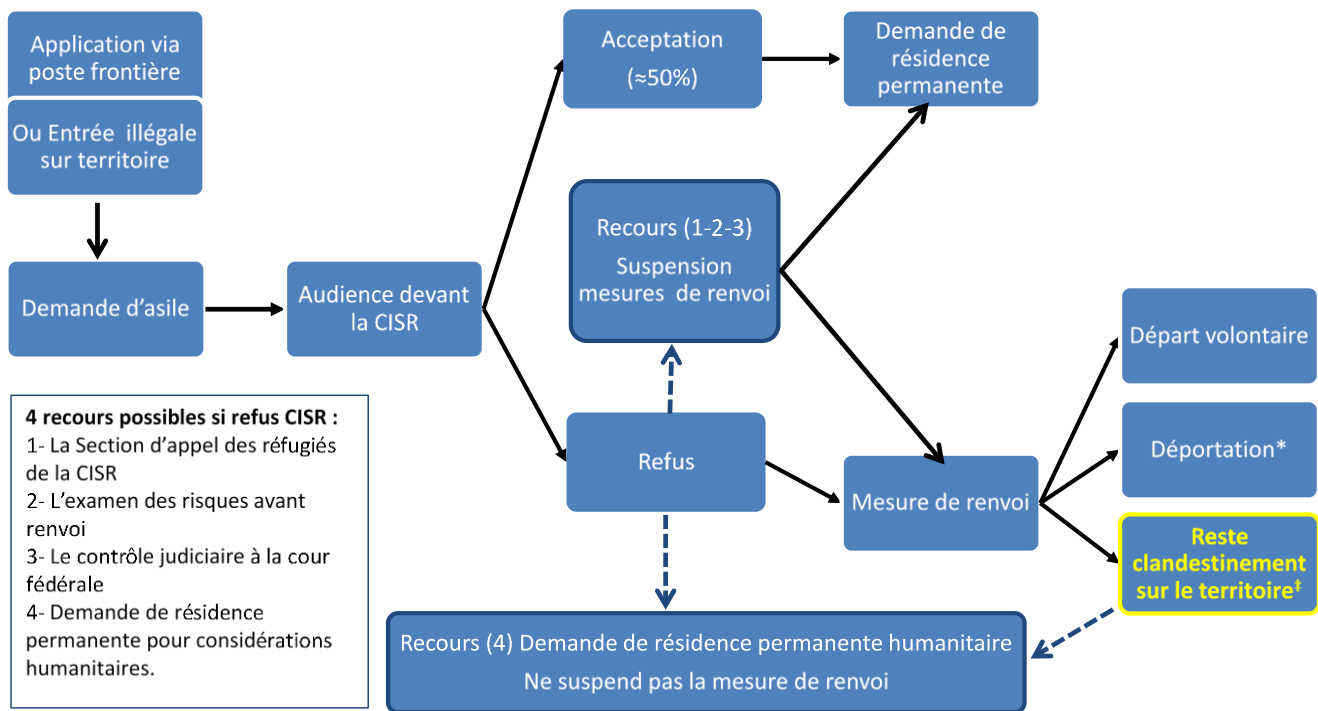 Application via
poste frontière
Ou Entrée illégale
sur territoire
Demande d'asile
Audience devant
la CISR
Acceptation
(≈50%)
Demande de
résidence
permanente
Recours (1-2-3)
Suspension
mesures de renvoi
Refus
Mesure de renvoi
Départ volontaire
Déportation*
Reste
clandestinement
sur le territoire‡
Recours (4) Demande de résidence permanente humanitaire
Ne suspend pas la mesure de renvoi
4 recours possibles si refus CISR :
1- La Section d'appel des réfugiés
de la CISR
2- L'examen des risques avant
renvoi
3- Le contrôle judiciaire à la cour
fédérale
4- Demande de résidence
permanente pour considérations
humanitaires.